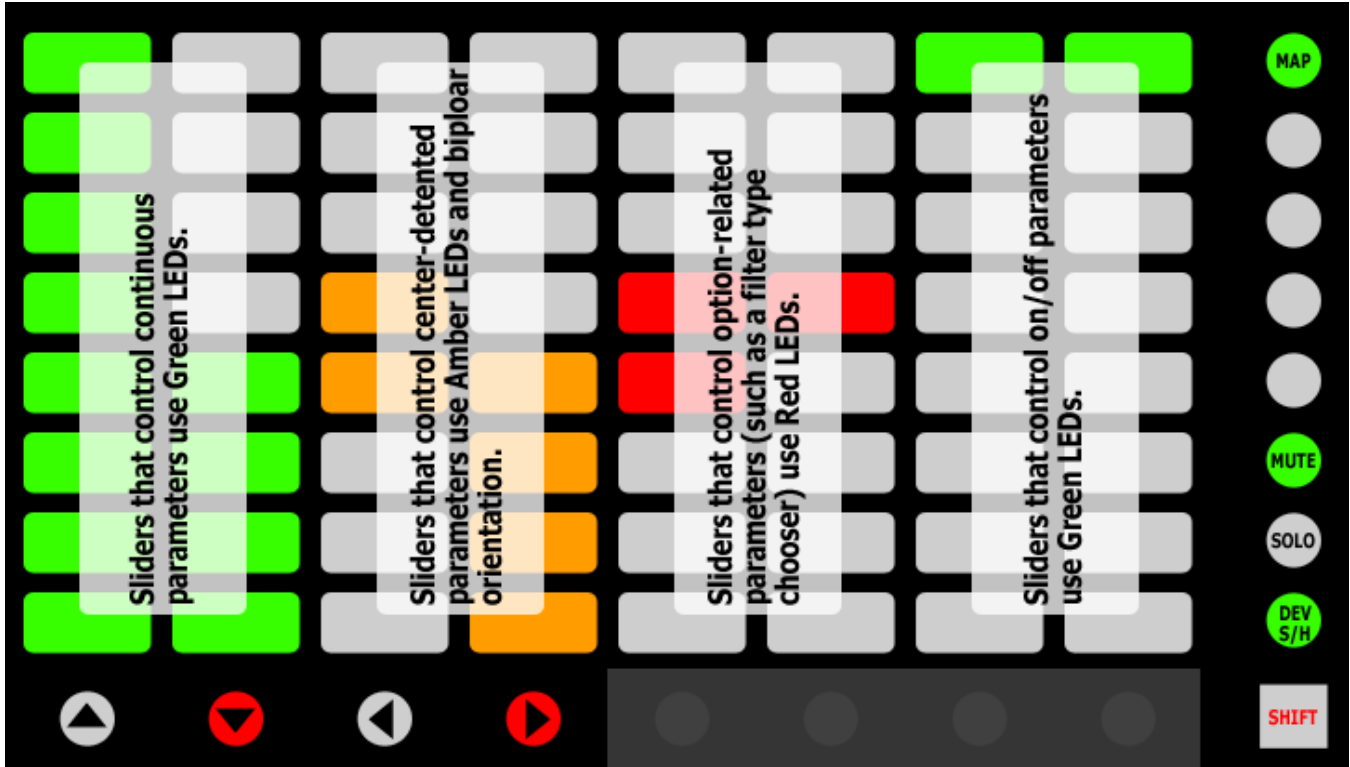 Sliders that control continuous
parameters use Green LEDs.
Sliders that control center-detented
parameters use Amber LEDs and biploar
orientation.
Sliders that control option-related
parameters (such as a filter type
chooser) use Red LEDs.
Sliders that control on/off parameters
use Green LEDs.
MAP
MUTE
SOLO
DEV
S/H
SHIFT